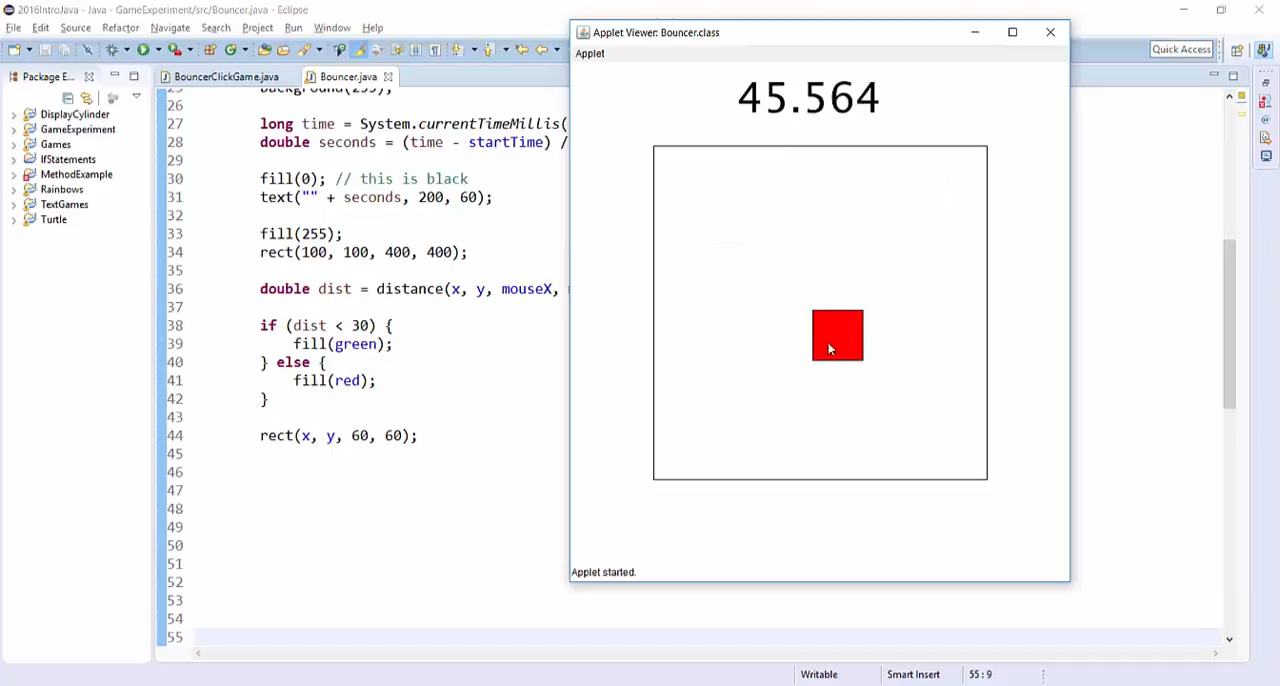 2016IntroJava - Java - GameExperiment/src/Bouncer.java - Eclipse
File Edit Source Refactor Navigate Search Project Run Window Help
Quick Access
Package E...
BouncerClickGame.java
Bouncer.java
DisplayCylinder
GameExperiment
Games
IfStatements
MethodExample
Rainbows
TextGames
Turtle
25 background(255);
26
27 long time = System.currentTimeMillis(
28 double seconds = (time - startTime) /
29
30 fill(0); // this is black
31 text("" + seconds, 200, 60);
32
33 fill(255);
34 rect(100, 100, 400, 400);
35
36 double dist = distance(x, y, mouseX,
37
38 if (dist < 30) {
39 fill(green);
40 } else {
41 fill(red);
42 }
43
44 rect(x, y, 60, 60);
45
46
47
48
49
50
51
52
53
54
55
Applet Viewer: Bouncer.class
Applet
45.564
Applet started.
Writable
Smart Insert
55 : 9